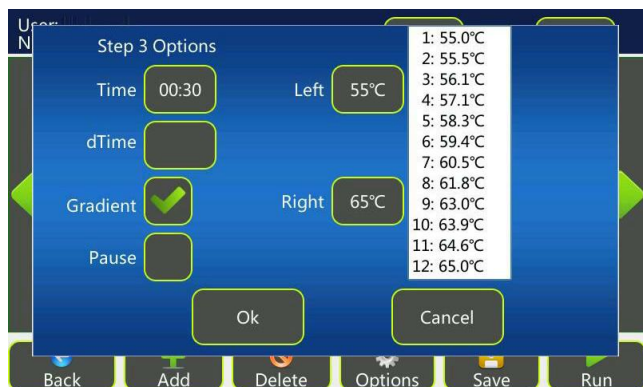 User:
N
Step 3 Options
Time 00:30
dTime
Gradient
Pause
Left 55℃
Right 65℃
1: 55.0℃
2: 55.5℃
3: 56.1℃
4: 57.1℃
5: 58.3℃
6: 59.4℃
7: 60.5℃
8: 61.8℃
9: 63.0℃
10: 63.9℃
11: 64.6℃
12: 65.0℃
Ok Cancel
Back Add Delete Options Save Run